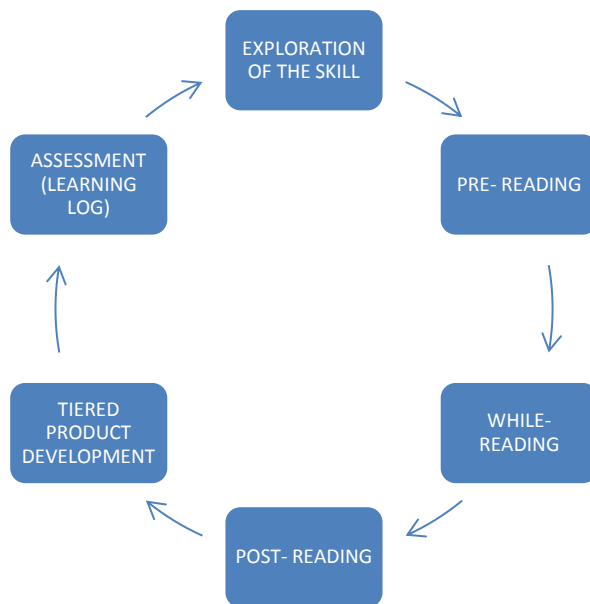 EXPLORATION
OF THE SKILL
PRE- READING
WHILE-
READING
POST- READING
TIERED
PRODUCT
DEVELOPMENT
ASSESSMENT
(LEARNING
LOG)